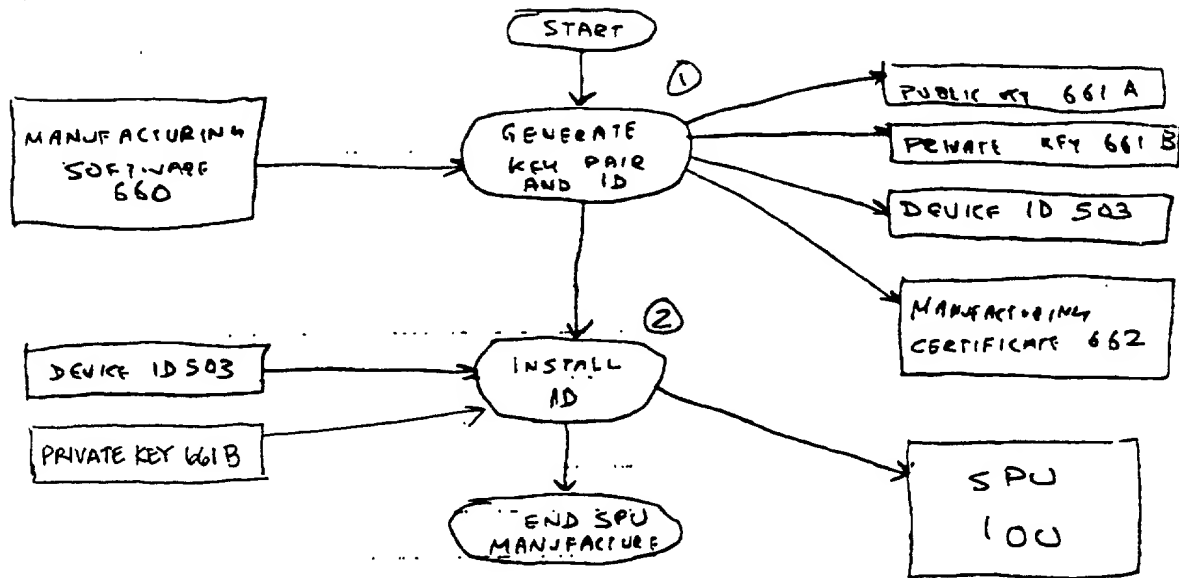 START
①
GENERATE
KEY PAIR
AND ID
MANUFACTURING
SOFTWARE
660
PUBLIC KEY 661 A
PRIVATE KEY 661 B
DEVICE ID 503
MANUFACTURING
CERTIFICATE 662
②
INSTALL
ID
DEVICE ID 503
PRIVATE KEY 661B
SPU
100
END SPU
MANUFACTURE